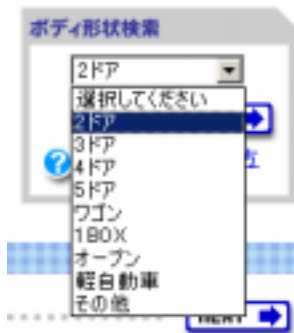 ボディ形状検索
2ドア
選択してください
2ドア
3ドア
4ドア
5ドア
ワゴン
1BOX
オープン
軽自動車
その他
方
NEXT